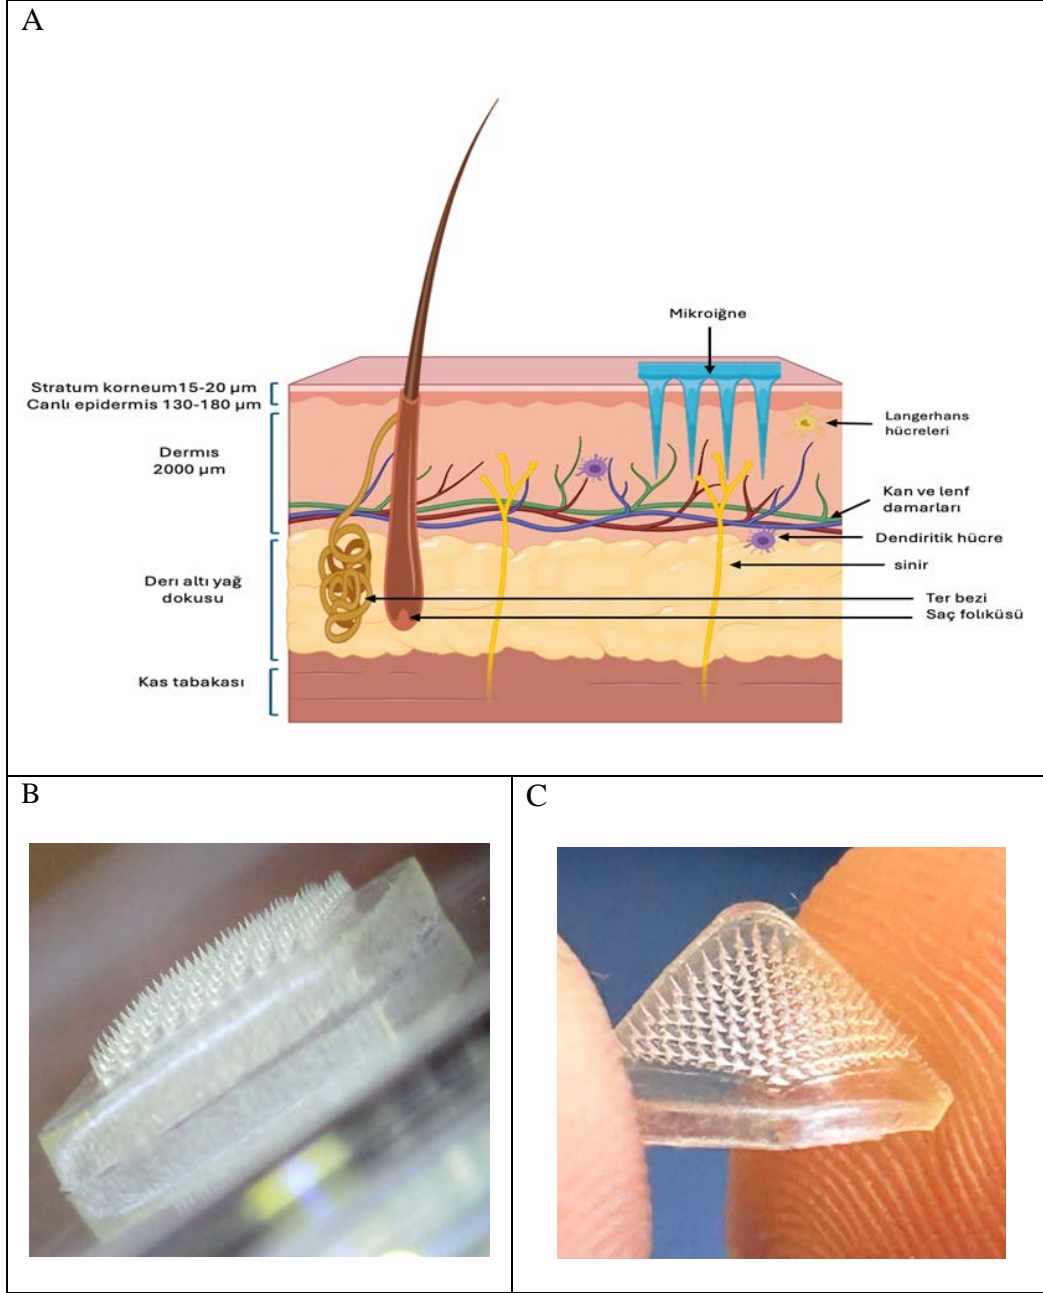 A
Mikroiğne
Stratum korneum15-20 µm
Canlı epidermis 130-180 µm
Langerhans
hücreleri
Dermıs
2000 µm
Kan ve lenf
damarları
Dendiritik hücre
sinir
Derı altı yağ
dokusu
Ter bezi
Saç folıküsü
Kas tabakası
B
C